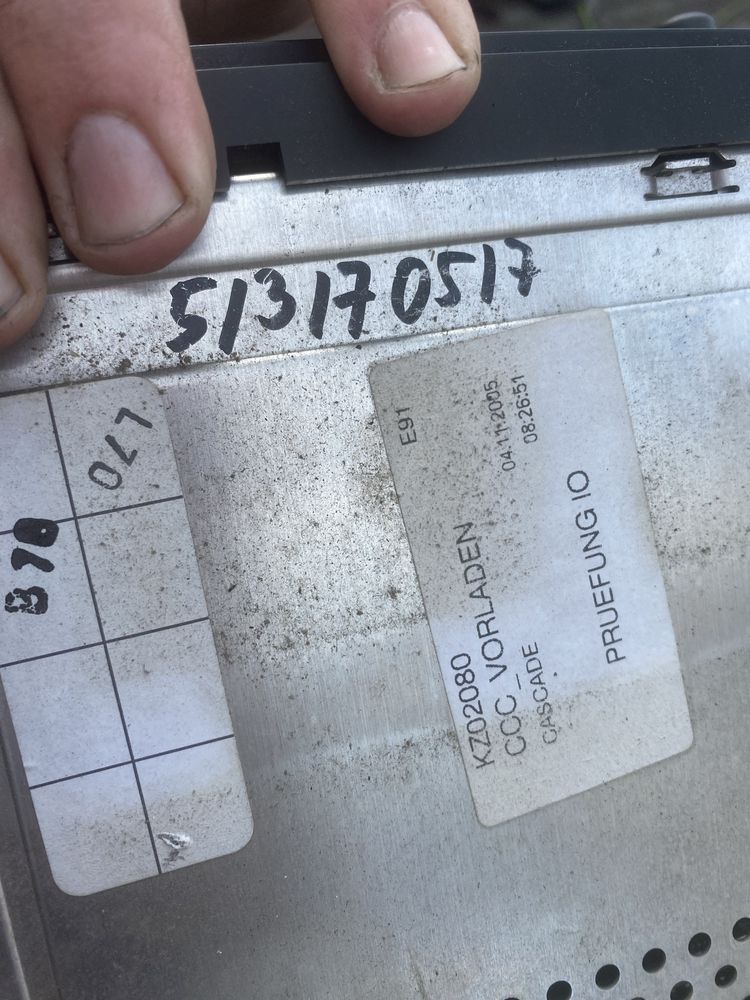 513170517
E91
KZ02080
CCC_VORLADEN
04.11.2005
CASCADE
08:26:51
PRUEFUNG IO
L70
B10